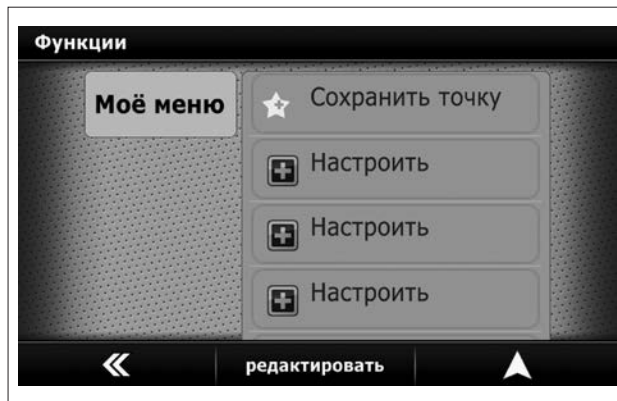 Функции
Моё меню
Сохранить точку
Настроить
Настроить
Настроить
редактировать